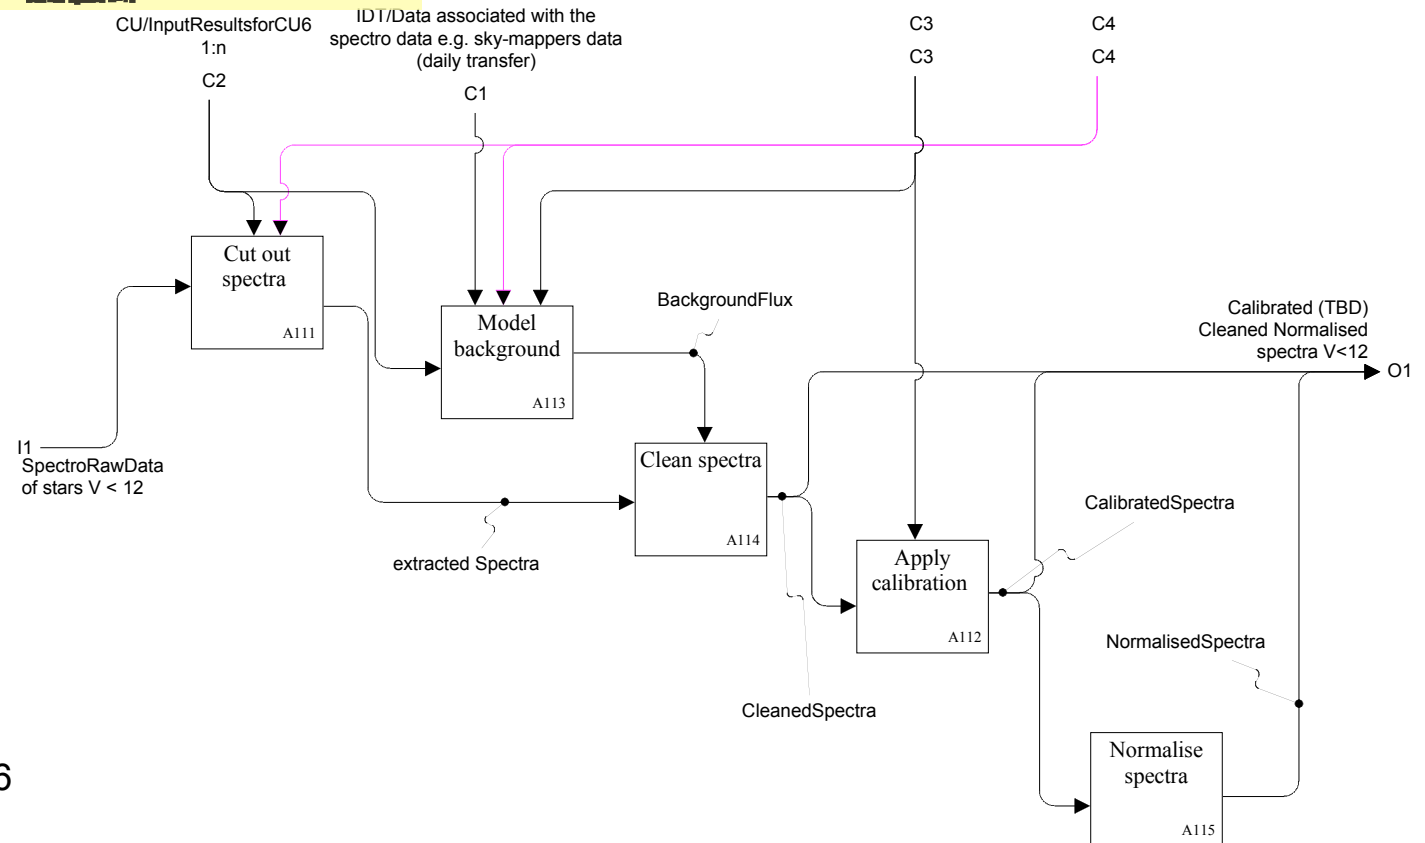 CU/InputResultsforCU6
1:n
C2
IDT/Data associated with the
spectro data e.g. sky-mappers data
(daily transfer)
C1
C3
C3
C4
C4
Cut out
spectra
A111
Model
background
A113
BackgroundFlux
Calibrated (TBD)
Cleaned Normalised
spectra V<12
O1
I1
SpectroRawData
of stars V < 12
Clean spectra
A114
extracted Spectra
CalibratedSpectra
Apply
calibration
A112
NormalisedSpectra
CleanedSpectra
Normalise
spectra
A115
6